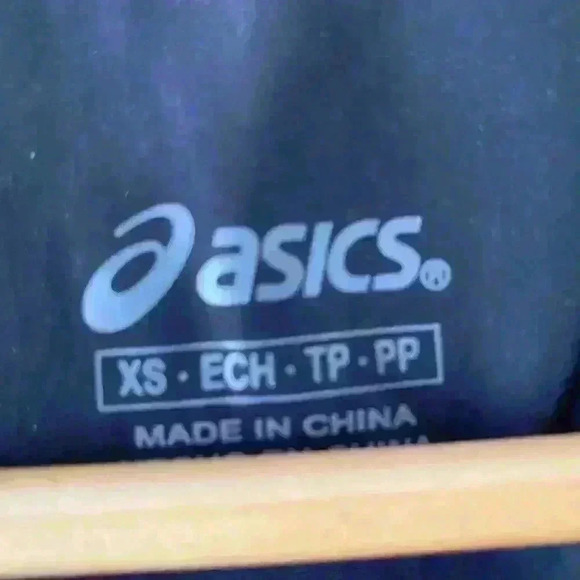 asics®
XS · ECH · TP · PP
MADE IN CHINA